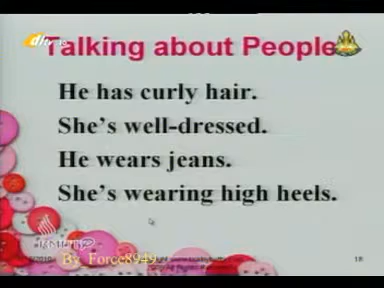 Talking about People
He has curly hair.
She's well-dressed.
He wears jeans.
She's wearing high heels.
By Force8949